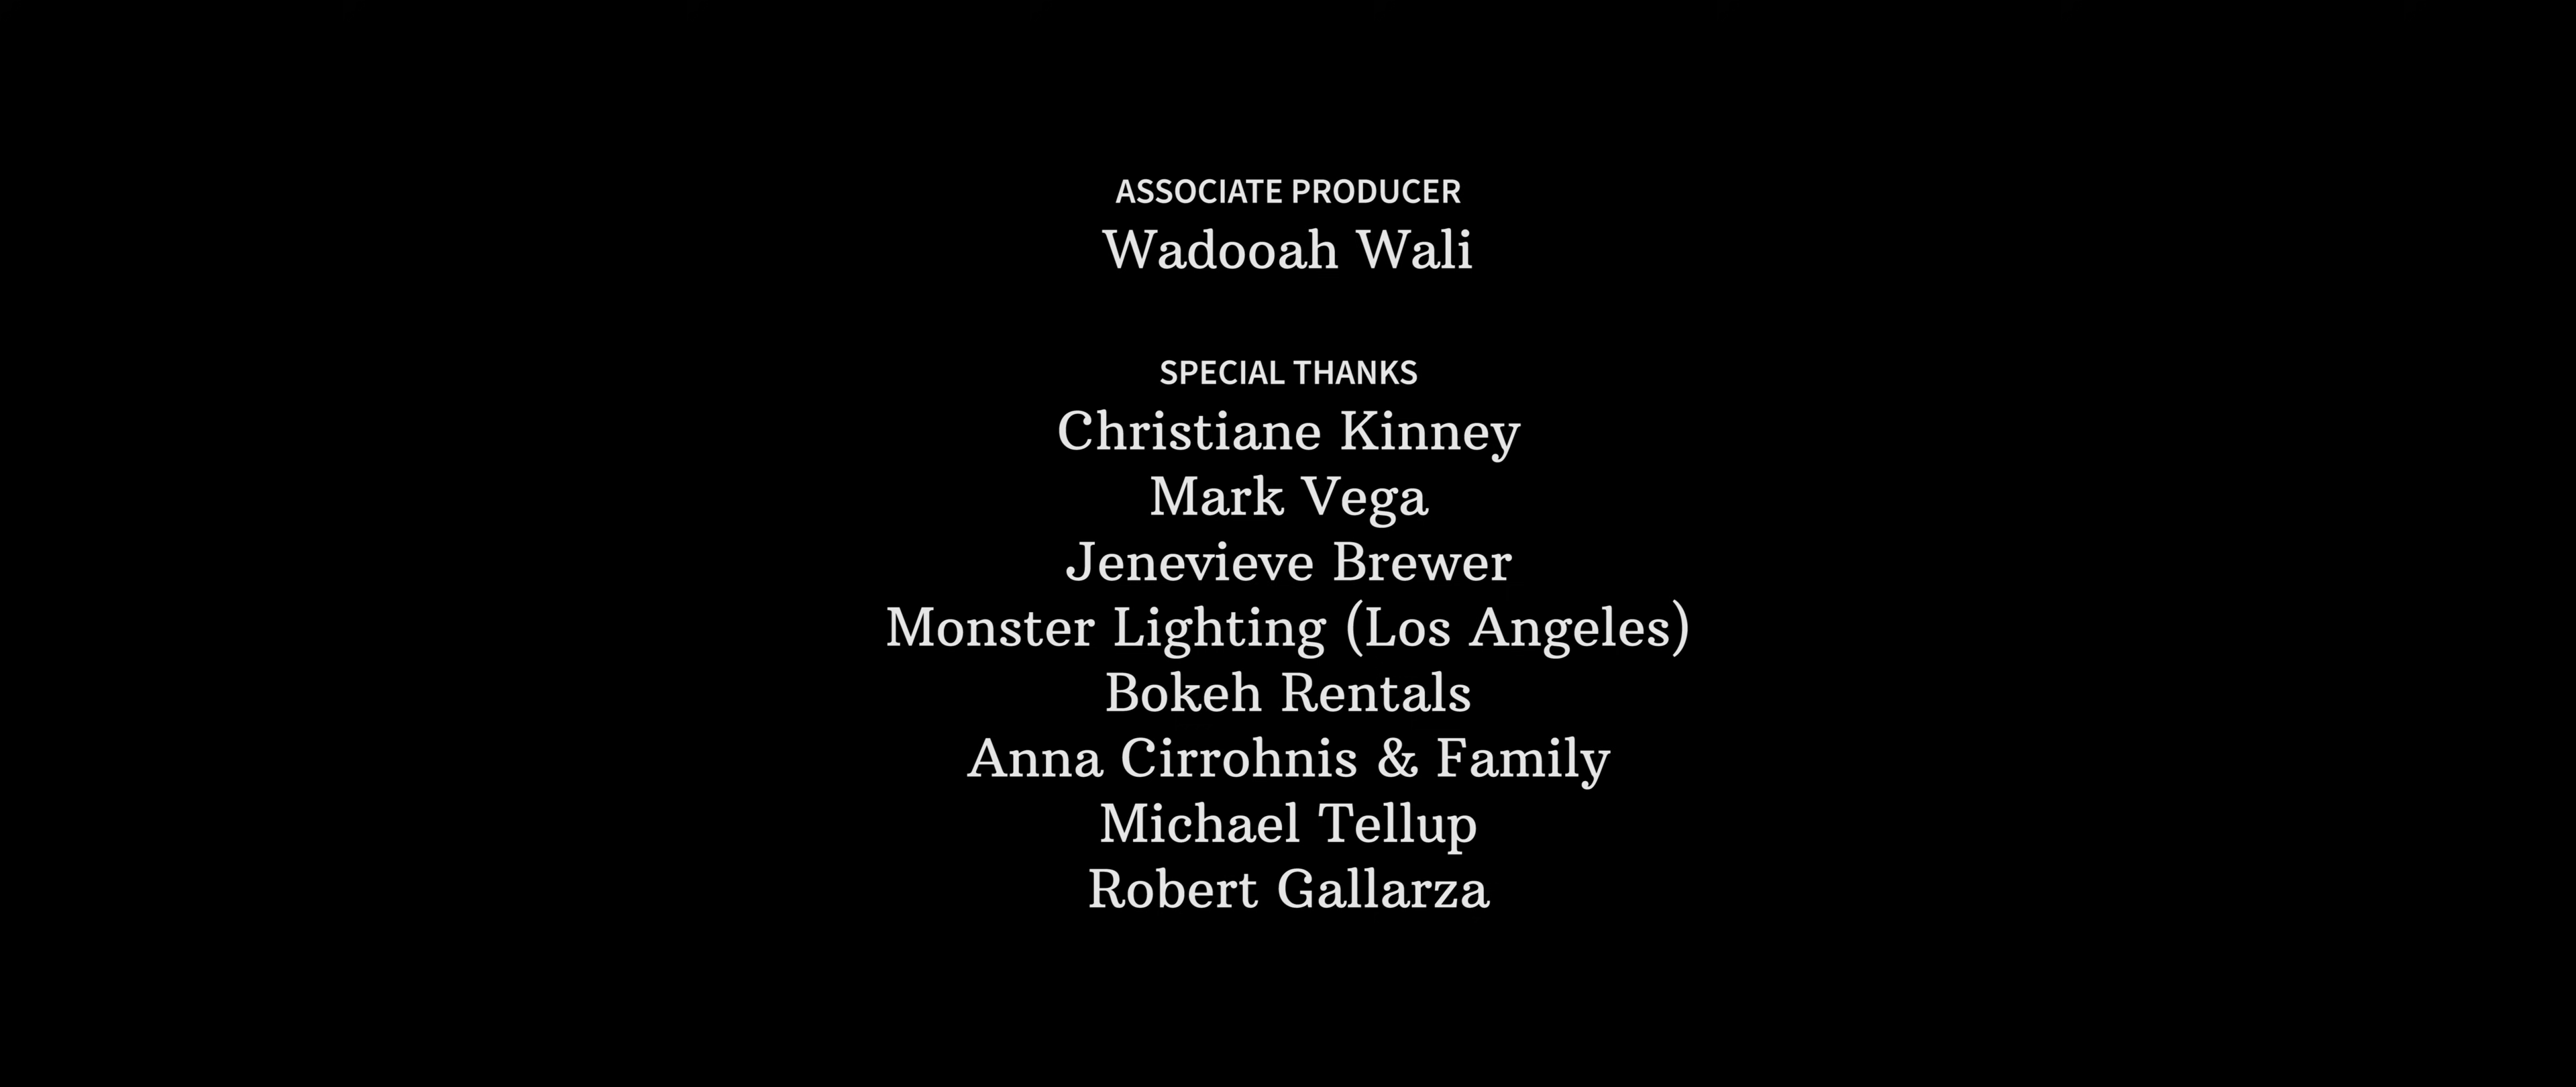 ASSOCIATE PRODUCER
Wadooah Wali
SPECIAL THANKS
Christiane Kinney
Mark Vega
Jenevieve Brewer
Monster Lighting (Los Angeles)
Bokeh Rentals
Anna Cirrohnis & Family
Michael Tellup
Robert Gallarza